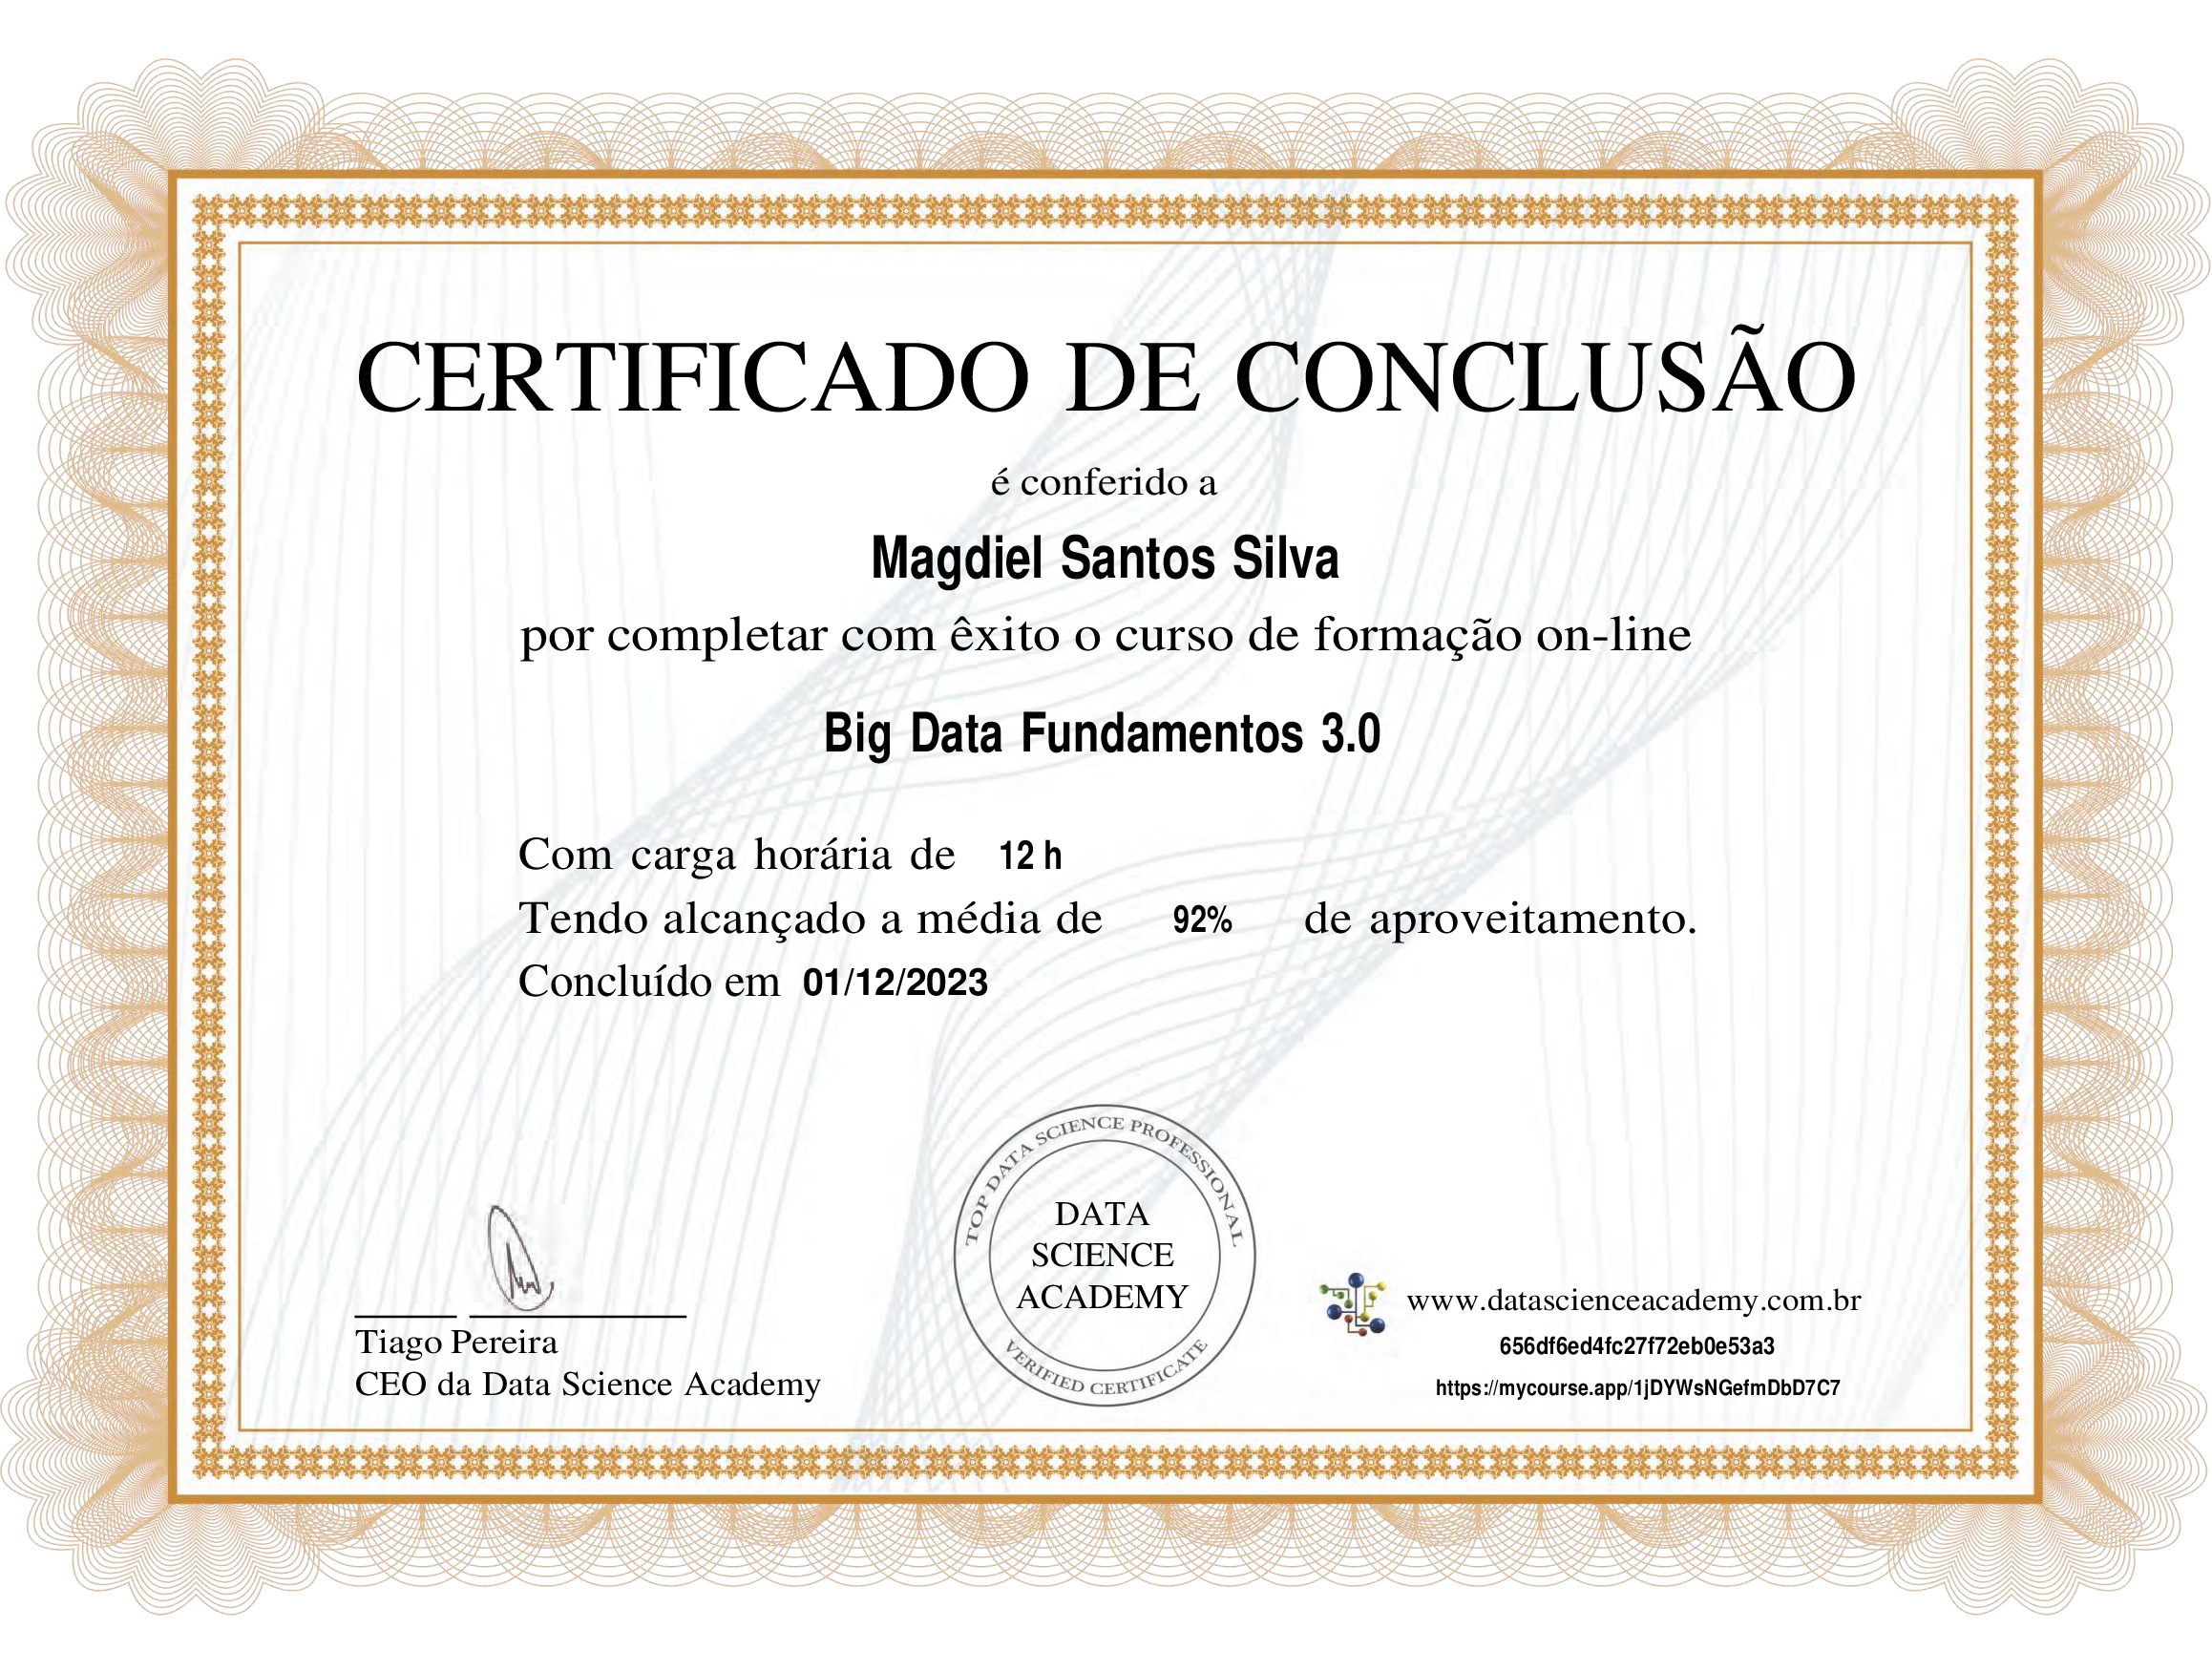 CERTIFICADO DE CONCLUSÃO
é conferido a
Magdiel Santos Silva
por completar com êxito o curso de formação on-line
Big Data Fundamentos 3.0
Com carga horária de 12 h
Tendo alcançado a média de 92% de aproveitamento.
Concluído em 01/12/2023
TOP DATA SCIENCE PROFESSIONAL
DATA
SCIENCE
ACADEMY
VERIFIED CERTIFICATE
Tiago Pereira
CEO da Data Science Academy
www.datascienceacademy.com.br
656df6ed4fc27f72eb0e53a3
https://mycourse.app/1jDYWsNGefmDbD7C7